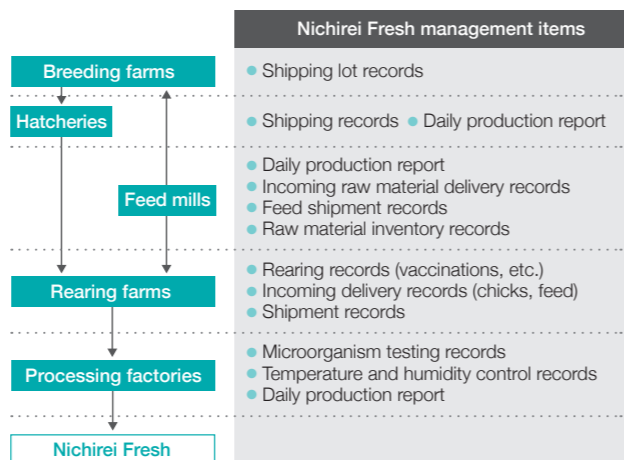 Nichirei Fresh management items
Breeding farms
● Shipping lot records
Hatcheries
● Shipping records ● Daily production report
Feed mills
● Daily production report
● Incoming raw material delivery records
● Feed shipment records
● Raw material inventory records
Rearing farms
● Rearing records (vaccinations, etc.)
● Incoming delivery records (chicks, feed)
● Shipment records
Processing factories
● Microorganism testing records
● Temperature and humidity control records
● Daily production report
Nichirei Fresh